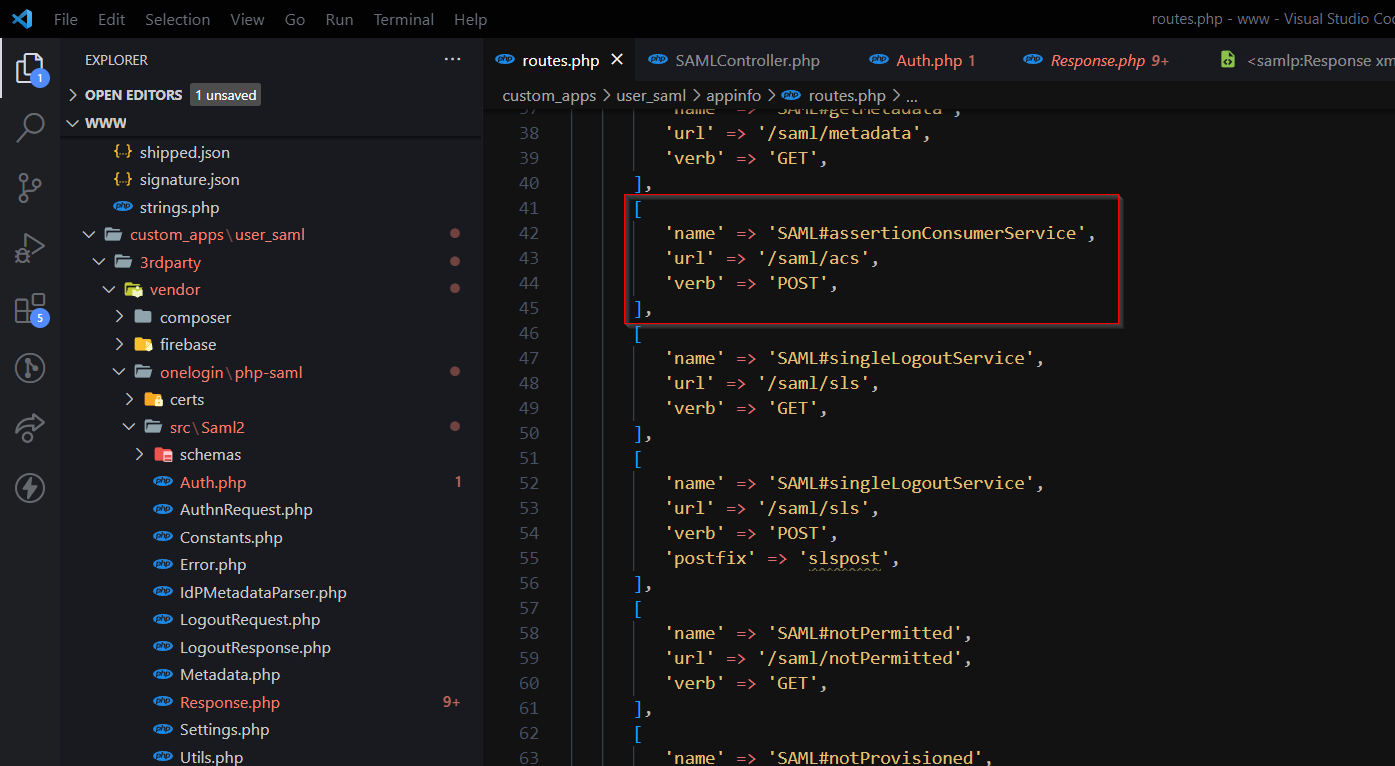 File Edit Selection View Go Run Terminal Help
routes.php - www - Visual Studio
EXPLORER
OPEN EDITORS 1 unsaved
WWW
shipped.json
signature.json
strings.php
custom_apps\user_saml
3rdparty
vendor
composer
firebase
onelogin\php-saml
certs
src\Saml2
schemas
Auth.php 1
AuthnRequest.php
Constants.php
Error.php
IdPMetadataParser.php
LogoutRequest.php
LogoutResponse.php
Metadata.php
Response.php 9+
Settings.php
Utils.php
1
5
routes.php SAMLController.php Auth.php 1 Response.php 9+ <samlp:Response
custom_apps > user_saml > appinfo > routes.php > ...
37 'name' => 'SAML#getMetadata',
38 'url' => '/saml/metadata',
39 'verb' => 'GET',
40 ],
41 [
42 'name' => 'SAML#assertionConsumerService',
43 'url' => '/saml/acs',
44 'verb' => 'POST',
45 ],
46 [
47 'name' => 'SAML#singleLogoutService',
48 'url' => '/saml/sls',
49 'verb' => 'GET',
50 ],
51 [
52 'name' => 'SAML#singleLogoutService',
53 'url' => '/saml/sls',
54 'verb' => 'POST',
55 'postfix' => 'slspost',
56 ],
57 [
58 'name' => 'SAML#notPermitted',
59 'url' => '/saml/notPermitted',
60 'verb' => 'GET',
61 ],
62 [
63 'name' => 'SAML#notProvisioned',